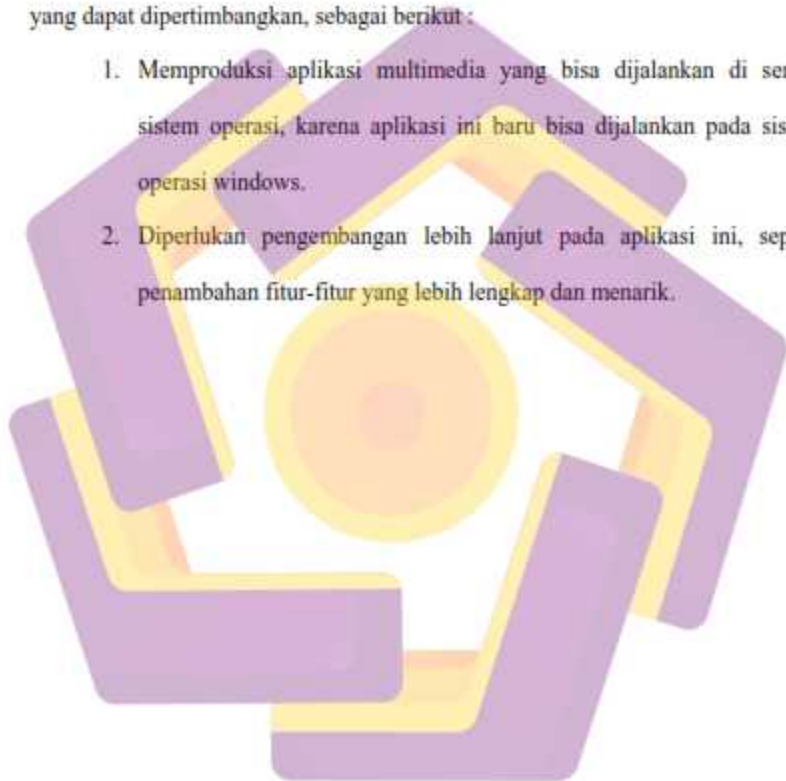 yang dapat dipertimbangkan, sebagai berikut :
1. Memproduksi aplikasi multimedia yang bisa dijalankan di
sistem operasi, karena aplikasi ini baru bisa dijalankan pada
operasi windows.
2. Diperlukan pengembangan lebih lanjut pada aplikasi ini,
penambahan fitur-fitur yang lebih lengkap dan menarik.